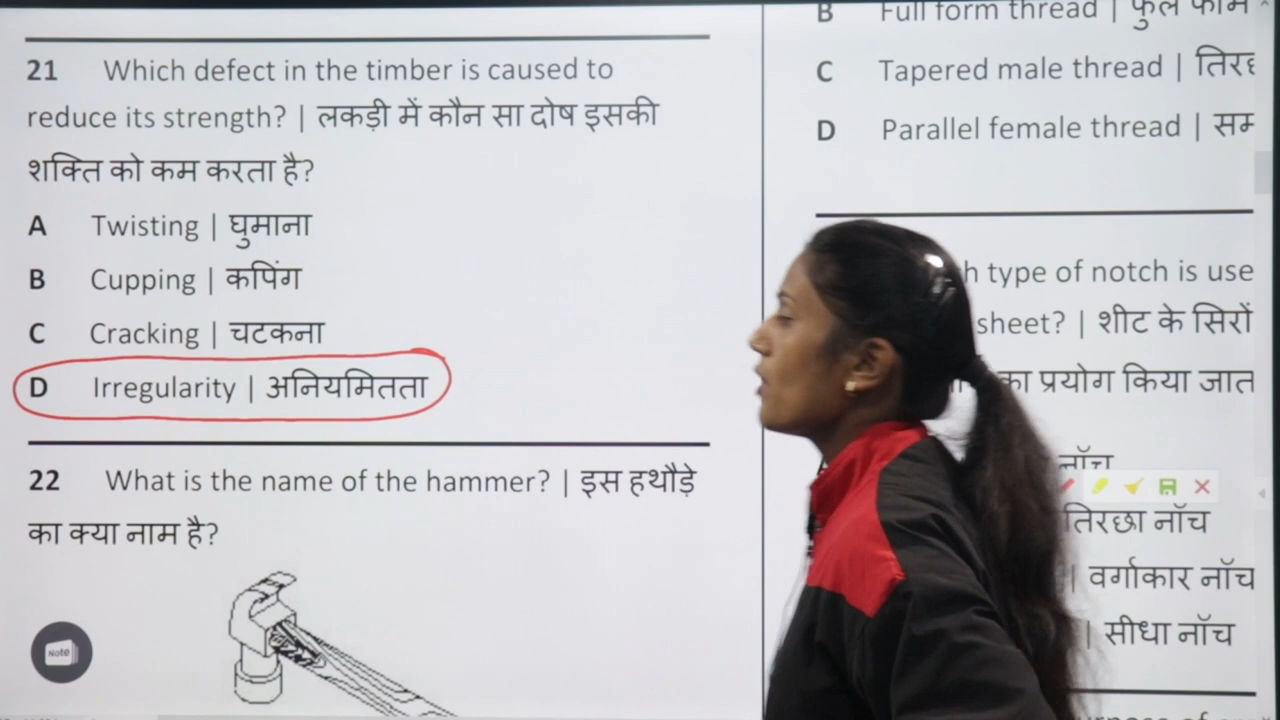 21 Which defect in the timber is caused to
reduce its strength? | लकड़ी में कौन सा दोष इसकी
शक्ति को कम करता है?
A Twisting | घुमाना
B Cupping | कपिंग
C Cracking | चटकना
D Irregularity | अनियमितता
22 What is the name of the hammer? | इस हथौड़े
का क्या नाम है?
Note
B Full form thread | फुल फॉर्म
C Tapered male thread |
D Parallel female thread |
type of notch is use
sheet? | शीट के सिरों
का प्रयोग किया जात
नॉच
तिरछा नॉच
| वर्गाकार नॉच
| सीधा नॉच